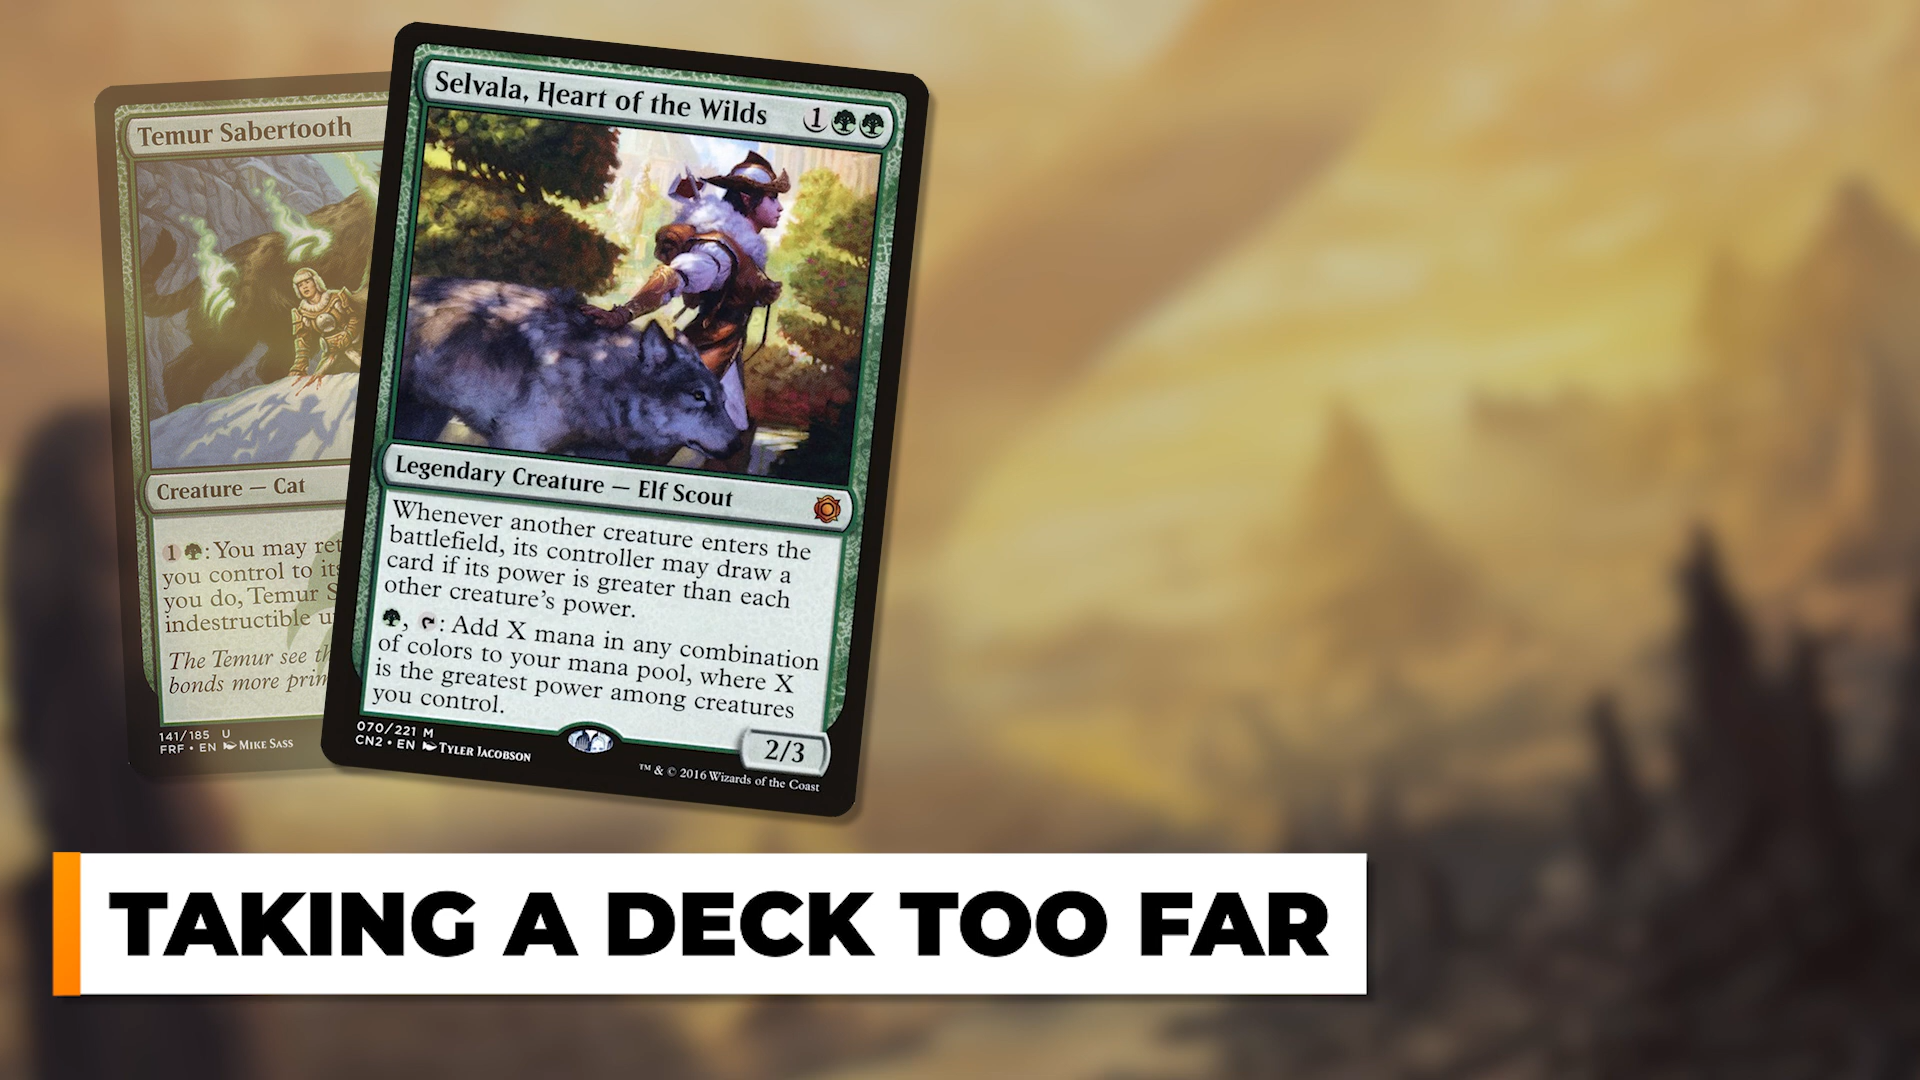 Temur Sabertooth
Creature — Cat
1 : You may ret
you control to its
you do, Temur S
indestructible u
The Temur see th
bonds more prim
141/185 U
FRF • EN MIKE SASS
Selvala, Heart of the Wilds 1
Legendary Creature — Elf Scout
Whenever another creature enters the
battlefield, its controller may draw a
card if its power is greater than each
other creature's power.
, : Add X mana in any combination
of colors to your mana pool, where X
is the greatest power among creatures
you control.
070/221 M
CN2 • EN TYLER JACOBSON
2/3
™ & © 2016 Wizards of the Coast
TAKING A DECK TOO FAR